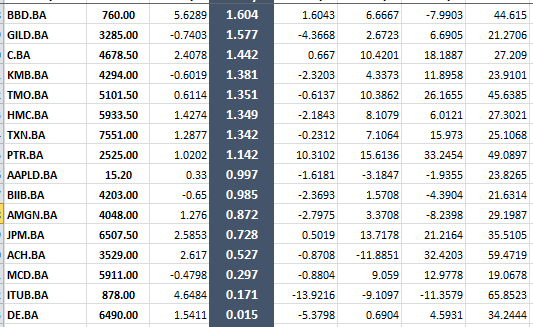 BBD.BA 760.00 5.6289 1.604 1.6043 6.6667 -7.9903 44.615
GILD.BA 3285.00 -0.7403 1.577 -4.3668 2.6723 6.6905 21.2706
C.BA 4678.50 2.4078 1.442 0.667 10.4201 18.1887 27.209
KMB.BA 4294.00 -0.6019 1.381 -2.3203 4.3373 11.8958 23.9101
TMO.BA 5101.50 0.6114 1.351 -0.6137 10.3862 26.1655 45.6385
HMC.BA 5933.50 1.4274 1.349 -2.1843 8.1079 6.0121 27.3021
TXN.BA 7551.00 1.2877 1.342 -0.2312 7.1064 15.973 25.1068
PTR.BA 2525.00 1.0202 1.142 10.3102 15.6136 33.2454 49.0897
AAPLD.BA 15.20 0.33 0.997 -1.6181 -3.1847 -1.9355 23.8265
BIIB.BA 4203.00 -0.65 0.985 -2.3693 1.5708 -4.3904 21.6314
AMGN.BA 4048.00 1.276 0.872 -2.7975 3.3708 -8.2398 29.1987
JPM.BA 6507.50 2.5853 0.728 0.5019 13.7178 21.2164 35.5105
ACH.BA 3529.00 2.617 0.527 -0.8708 -11.8851 32.4203 59.4719
MCD.BA 5911.00 -0.4798 0.297 -0.8804 9.059 12.9778 19.0678
ITUB.BA 878.00 4.6484 0.171 -13.9216 -9.1097 -11.3579 65.8523
DE.BA 6490.00 1.5411 0.015 -5.3798 0.6904 4.5931 34.2444